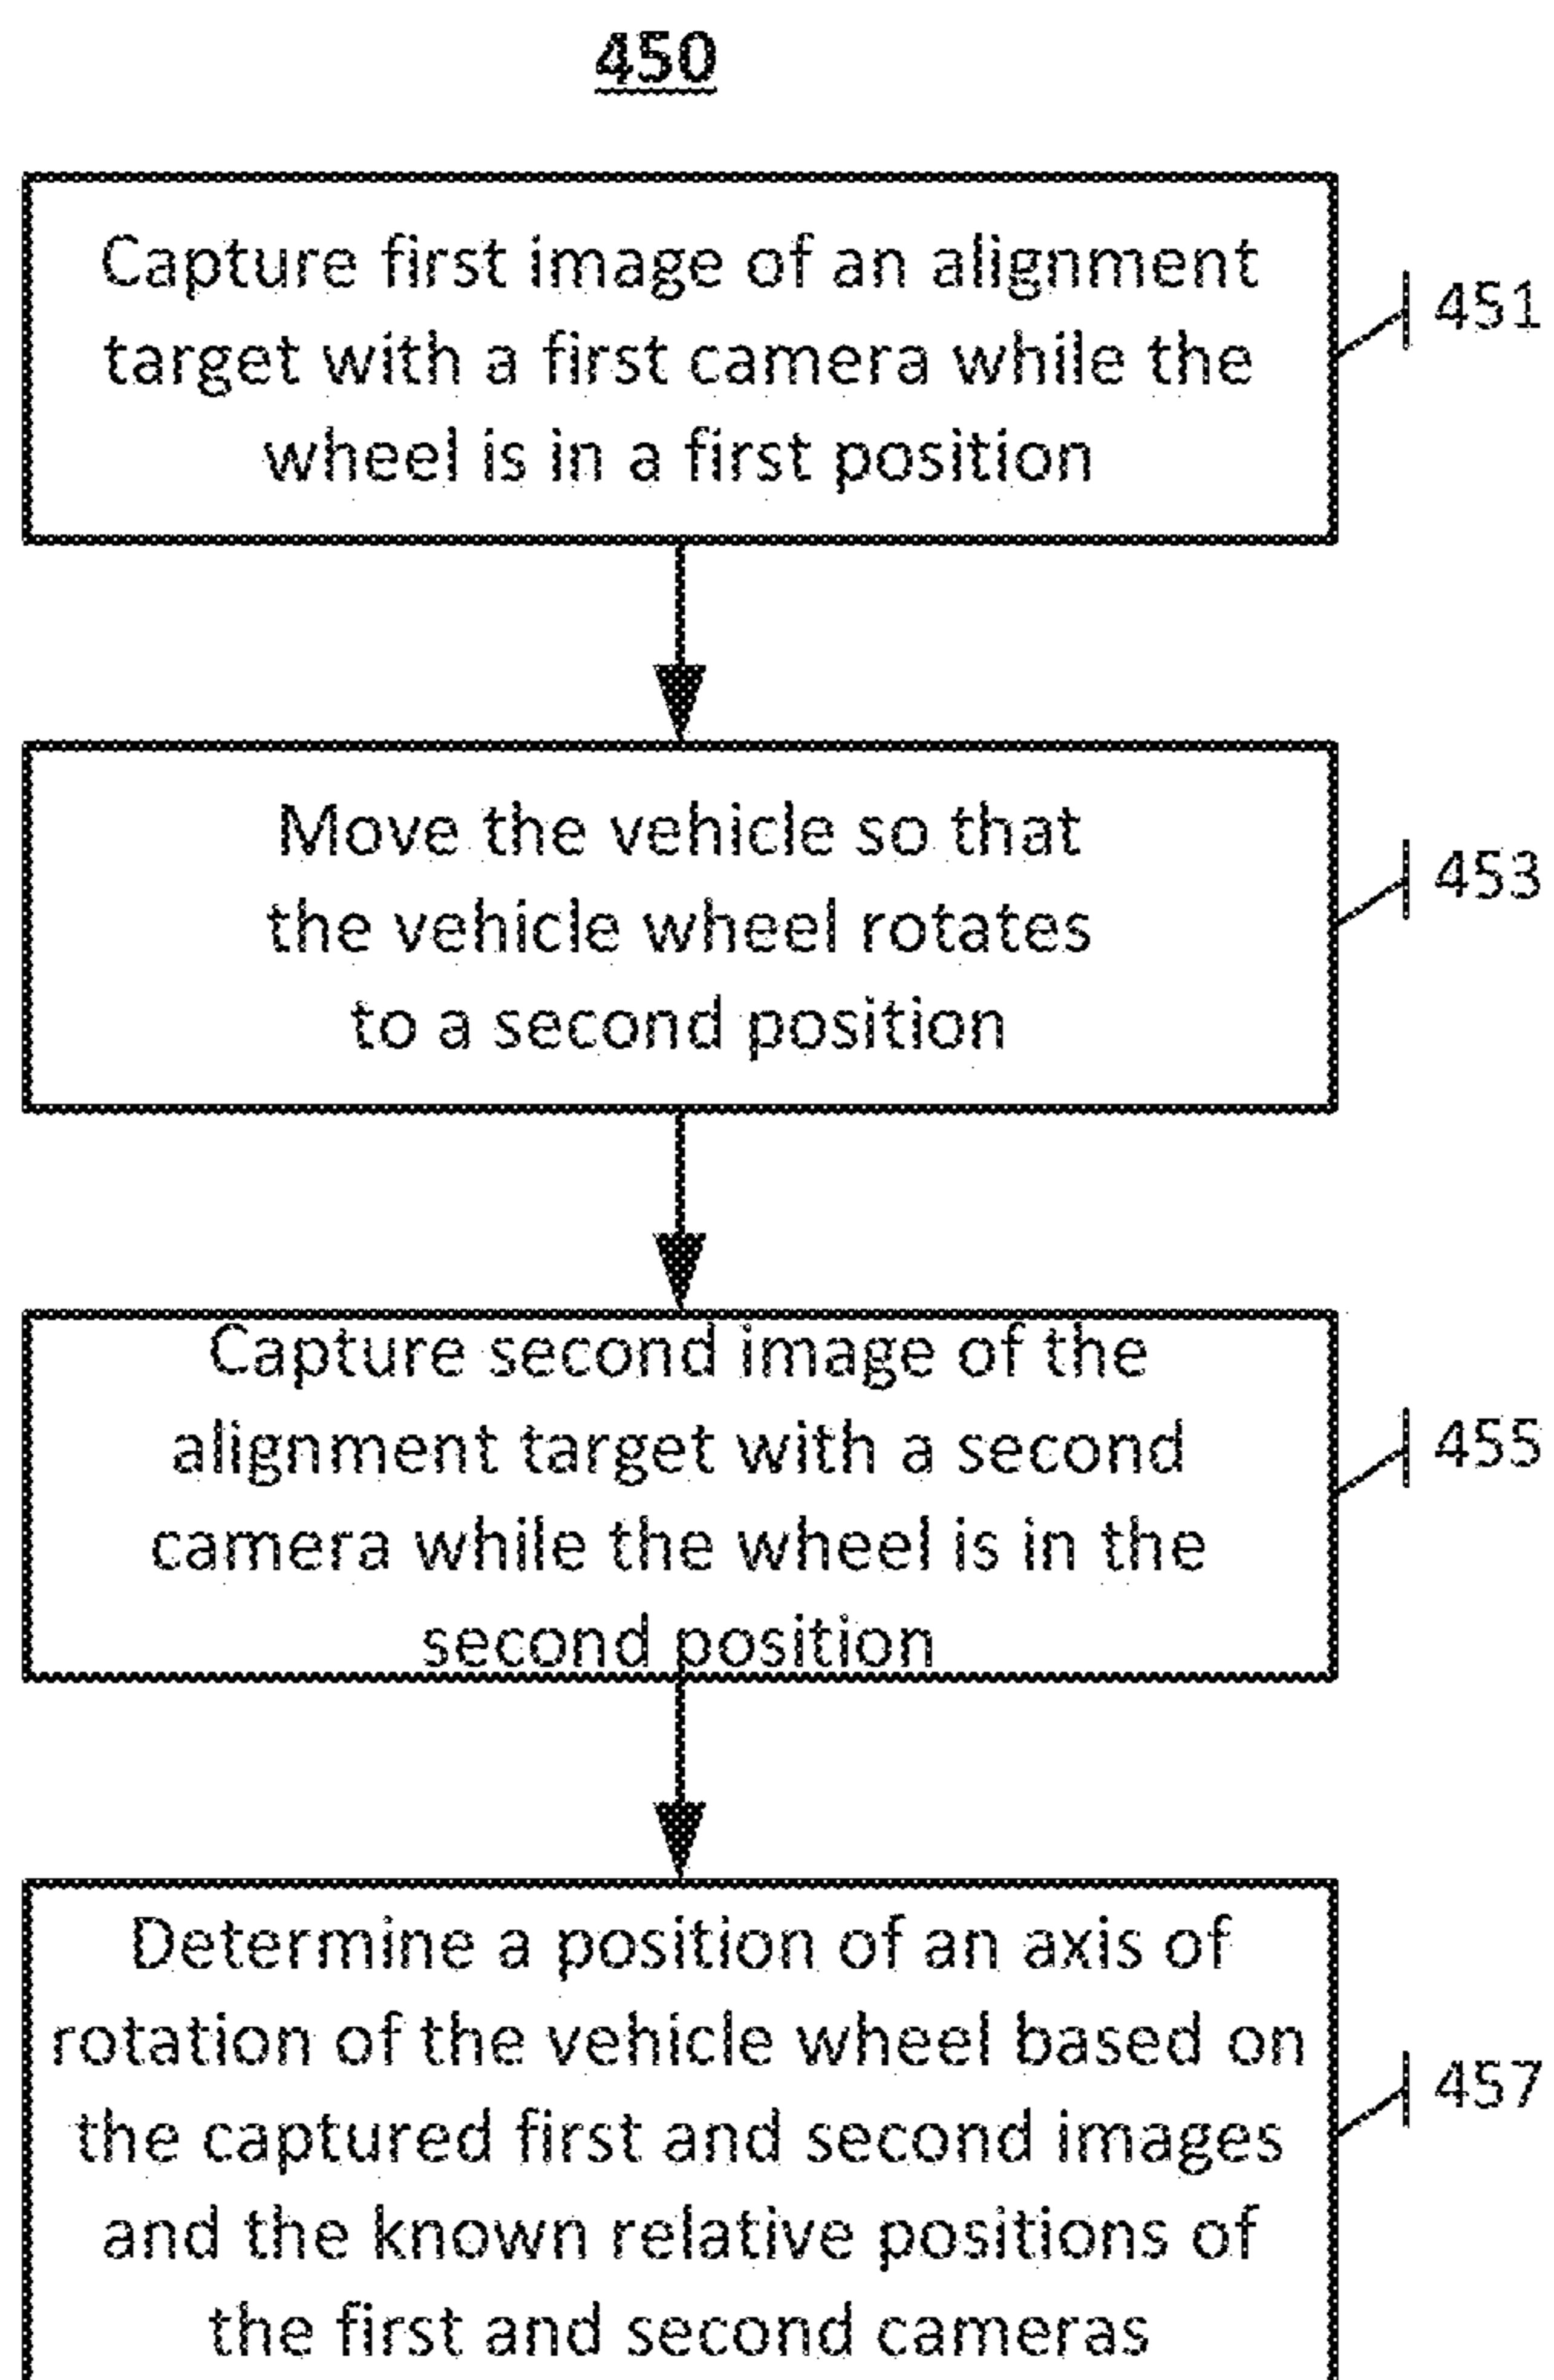 450
Capture first image of an alignment
target with a first camera while the
wheel is in a first position
451
Move the vehicle so that
the vehicle wheel rotates
to a second position
453
Capture second image of the
alignment target with a second
camera while the wheel is in the
second position
455
Determine a position of an axis of
rotation of the vehicle wheel based on
the captured first and second images
and the known relative positions of
the first and second cameras
457